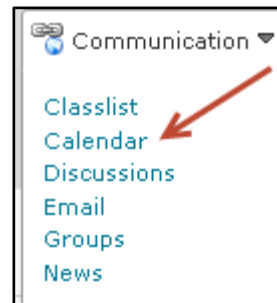 Communication
Classlist
Calendar
Discussions
Email
Groups
News